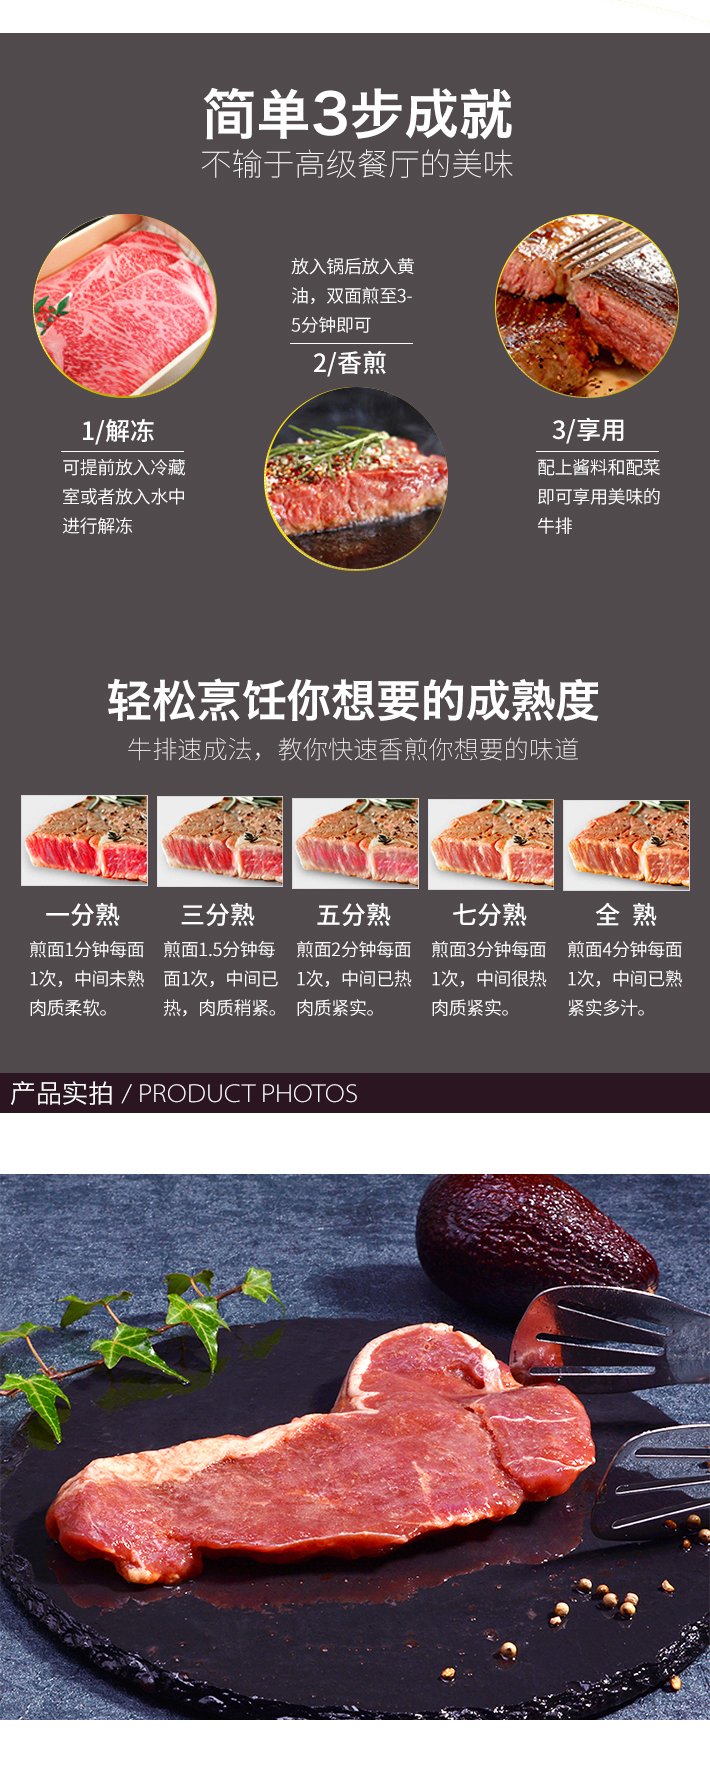 简单3步成就
不输于高级餐厅的美味
1/解冻
可提前放入冷藏
室或者放入水中
进行解冻
放入锅后放入黄
油，双面煎至3-
5分钟即可
2/香煎
3/享用
配上酱料和配菜
即可享用美味的
牛排
轻松烹饪你想要的成熟度
牛排速成法，教你快速香煎你想要的味道
一分熟
煎面1分钟每面
1次，中间未熟
肉质柔软。
三分熟
煎面1.5分钟每
面1次，中间已
热，肉质稍紧。
五分熟
煎面2分钟每面
1次，中间已热
肉质紧实。
七分熟
煎面3分钟每面
1次，中间很热
肉质紧实。
全 熟
煎面4分钟每面
1次，中间已熟
紧实多汁。
产品实拍 / PRODUCT PHOTOS